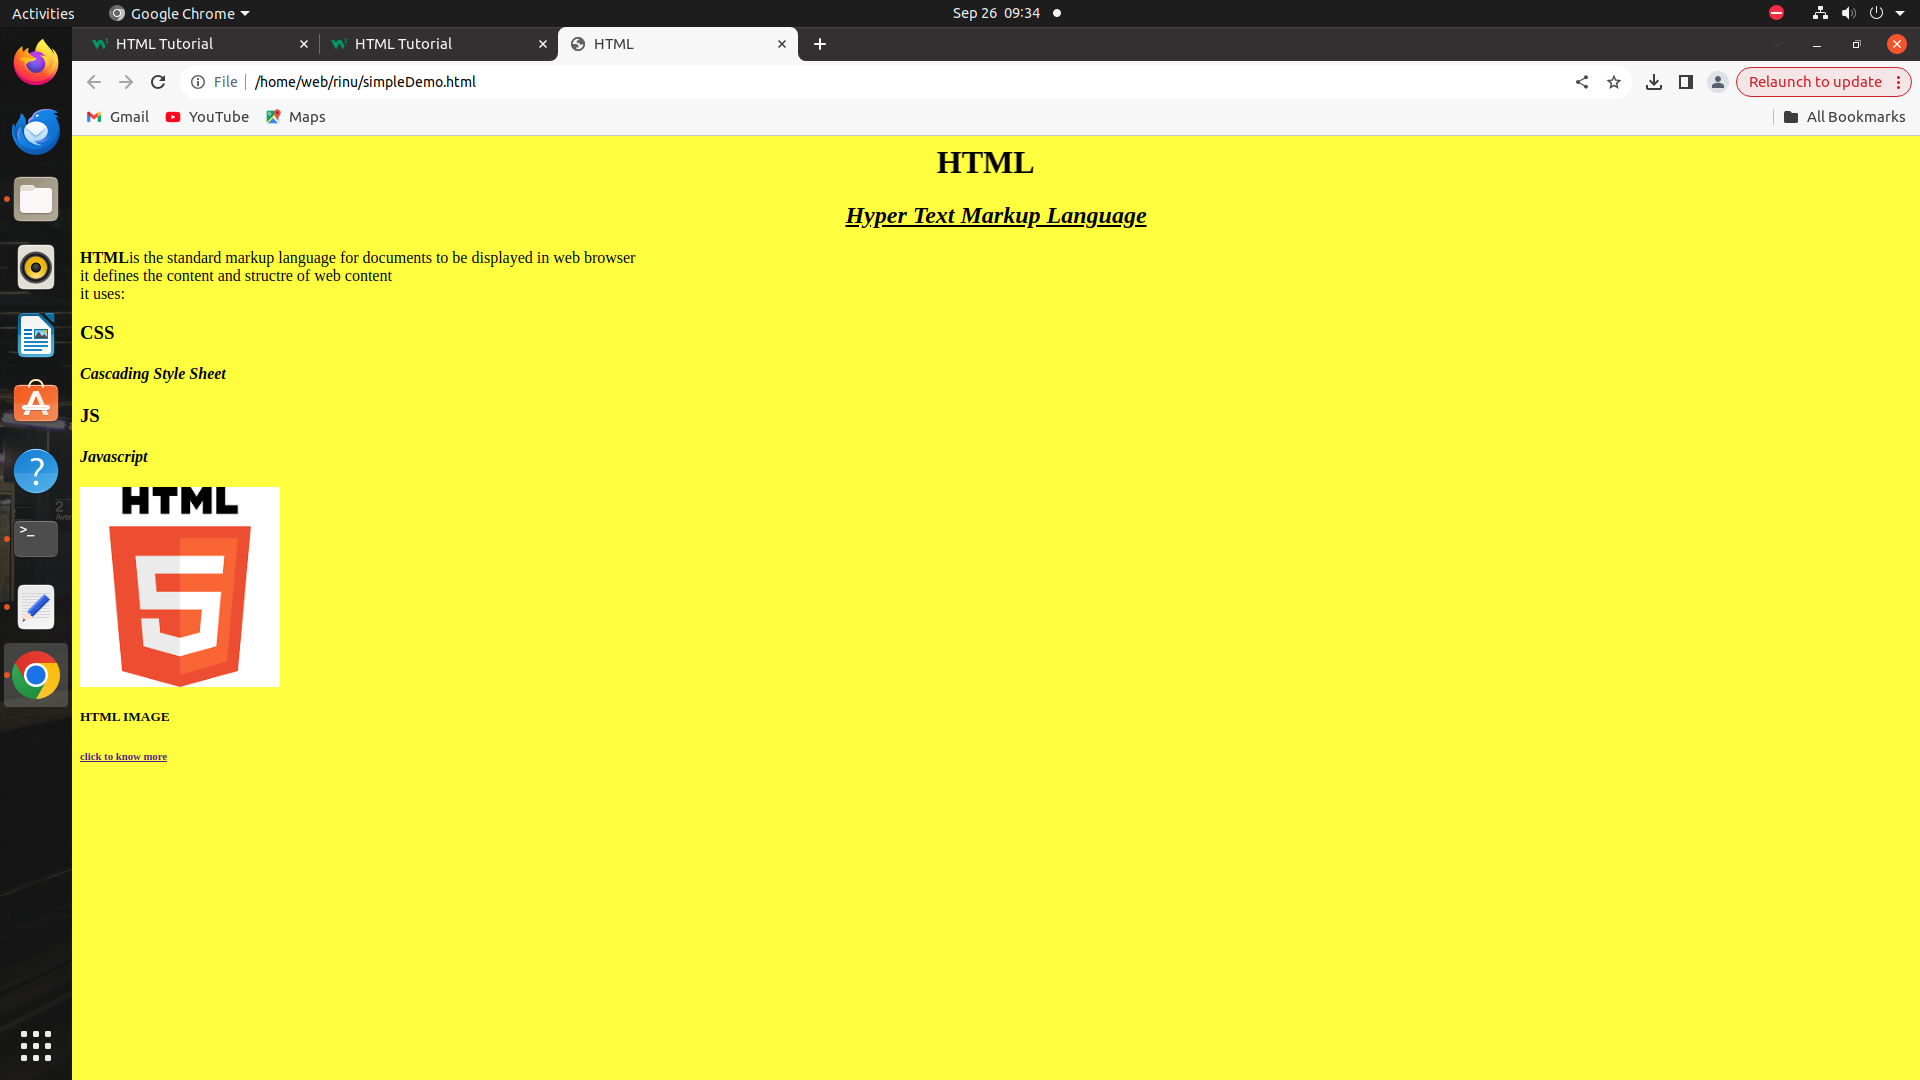 Activities
Google Chrome
Sep 26 09:34
HTML Tutorial
HTML Tutorial
HTML
File
/home/web/rinu/simpleDemo.html
Relaunch to update
Gmail
YouTube
Maps
All Bookmarks
HTML
Hyper Text Markup Language
HTMLis the standard markup language for documents to be displayed in web browser
it defines the content and structre of web content
it uses:
CSS
Cascading Style Sheet
JS
Javascript
HTML
5
HTML IMAGE
click to know more